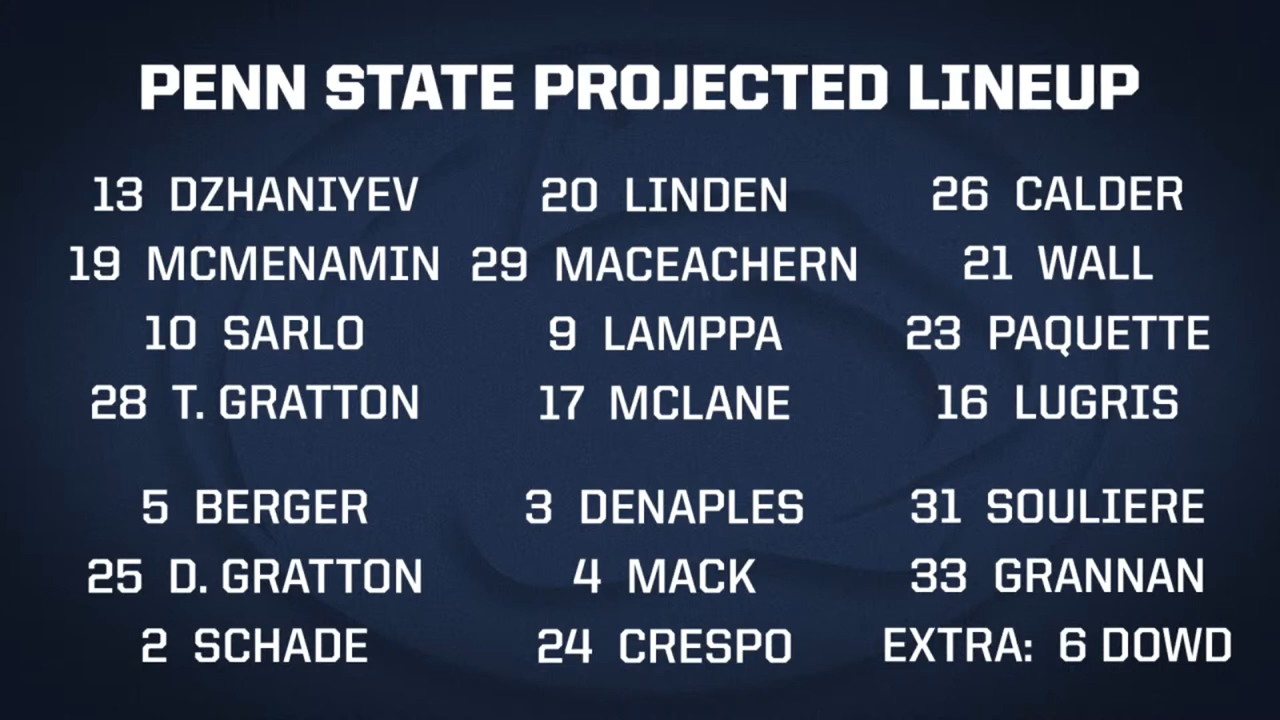 PENN STATE PROJECTED LINEUP
13 DZHANIYEV 20 LINDEN 26 CALDER
19 MCMENAMIN 29 MACEACHERN 21 WALL
10 SARLO 9 LAMPPA 23 PAQUETTE
28 T. GRATTON 17 MCLANE 16 LUGRIS
5 BERGER 3 DENAPLES 31 SOULIERE
25 D. GRATTON 4 MACK 33 GRANNAN
2 SCHADE 24 CRESPO EXTRA: 6 DOWD